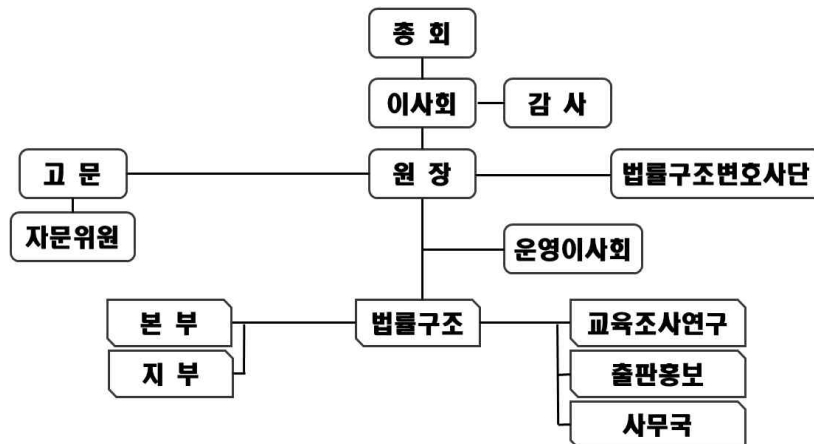 총 회
이사회
감 사
고 문
원 장
법률구조변호사단
자문위원
운영이사회
본 부
법률구조
교육조사연구
지 부
출판홍보
사무국